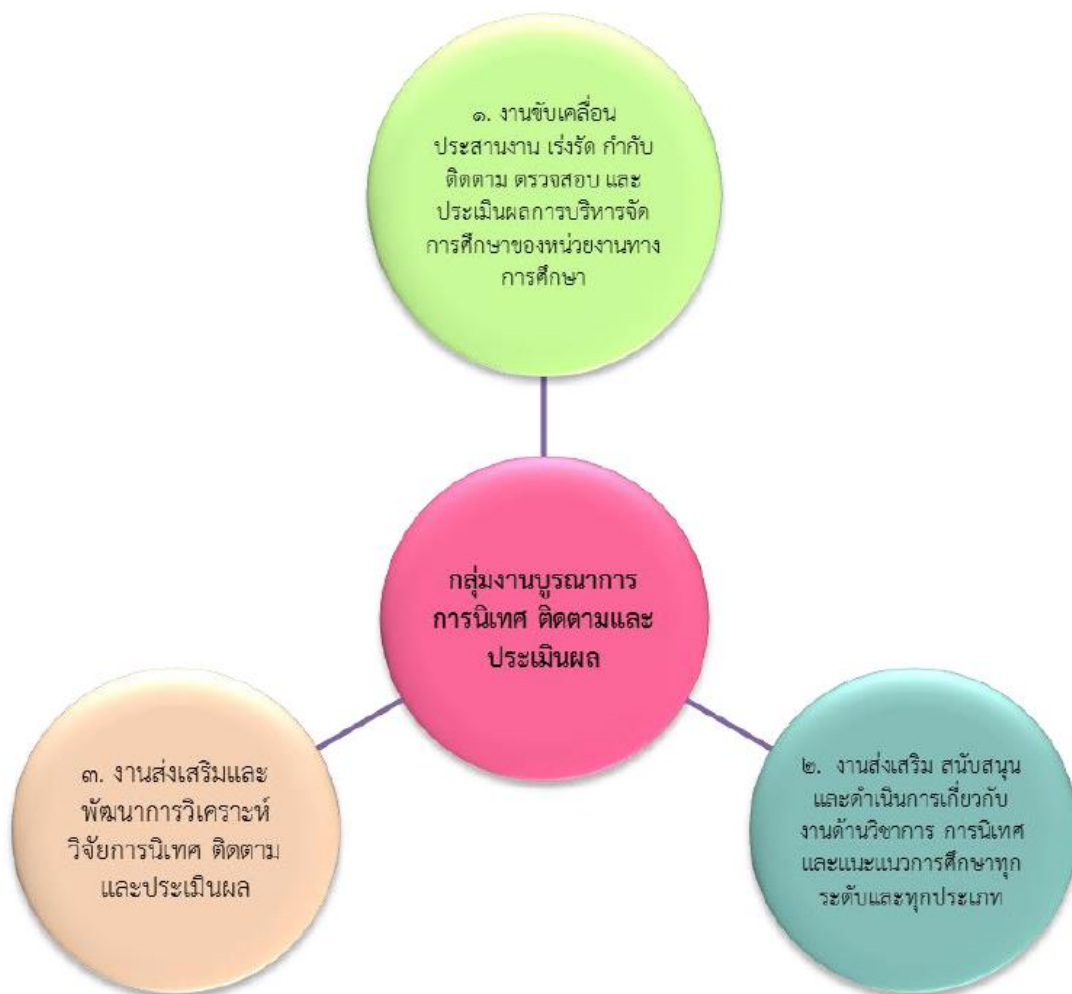 ๑. งานขับเคลื่อน
ประสานงาน เร่งรัด กำกับ
ติดตาม ตรวจสอบ และ
ประเมินผลการบริหารจัด
การศึกษาของหน่วยงานทาง
การศึกษา
กลุ่มงานบูรณาการ
การนิเทศ ติดตามและ
ประเมินผล
๒. งานส่งเสริม สนับสนุน
และดำเนินการเกี่ยวกับ
งานด้านวิชาการ การนิเทศ
และแนะแนวการศึกษาทุก
ระดับและทุกประเภท
๓. งานส่งเสริมและ
พัฒนาการวิเคราะห์
วิจัยการนิเทศ ติดตาม
และประเมินผล